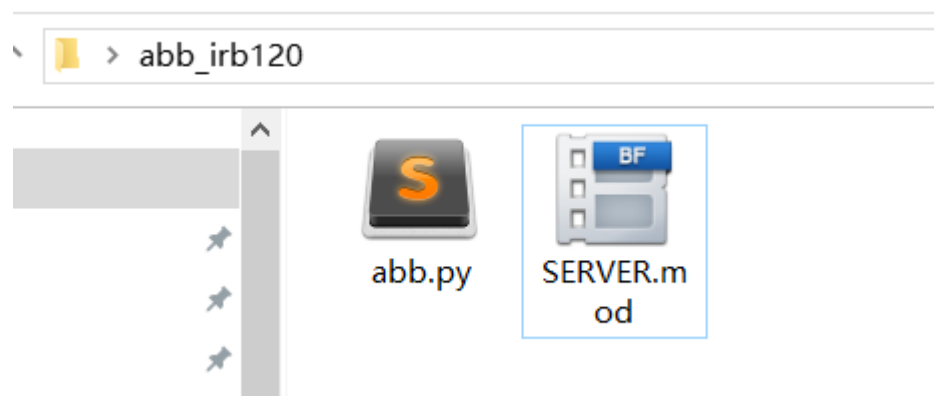 abb_irb120
S
BF
abb.py
SERVER.m
od